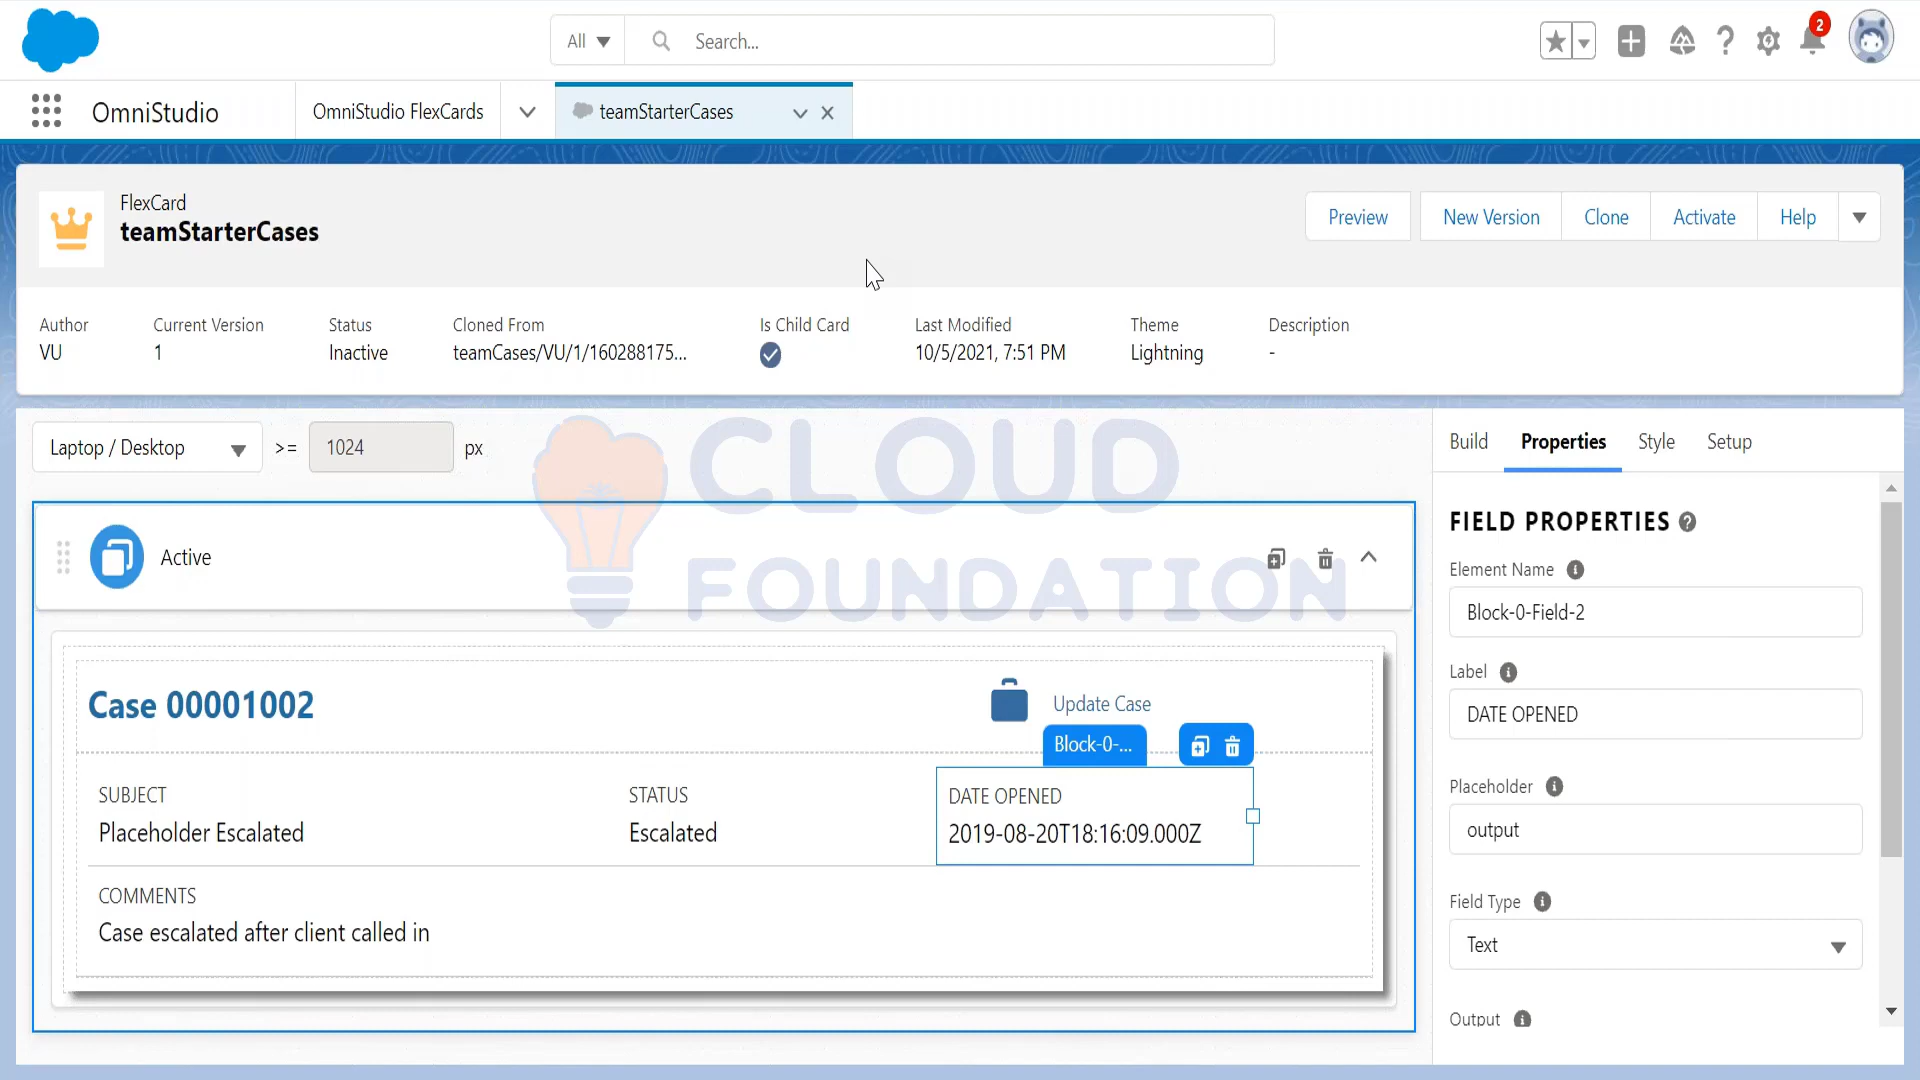 All
Search...
2
OmniStudio
OmniStudio FlexCards
teamStarterCases
FlexCard
teamStarterCases
Preview
New Version
Clone
Activate
Help
Author
VU
Current Version
1
Status
Inactive
Cloned From
teamCases/VU/1/160288175...
Is Child Card
Last Modified
10/5/2021, 7:51 PM
Theme
Lightning
Description
-
Laptop / Desktop
>=
1024
px
CLOUD
FOUNDATION
Active
Case 00001002
Update Case
Block-0-...
SUBJECT
Placeholder Escalated
STATUS
Escalated
DATE OPENED
2019-08-20T18:16:09.000Z
COMMENTS
Case escalated after client called in
Build
Properties
Style
Setup
FIELD PROPERTIES
Element Name
Block-0-Field-2
Label
DATE OPENED
Placeholder
output
Field Type
Text
Output